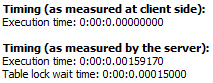 Timing (as measured at client side):
Execution time: 0:00:0.00000000
Timing (as measured by the server):
Execution time: 0:00:0.00159170
Table lock wait time: 0:00:0.00015000